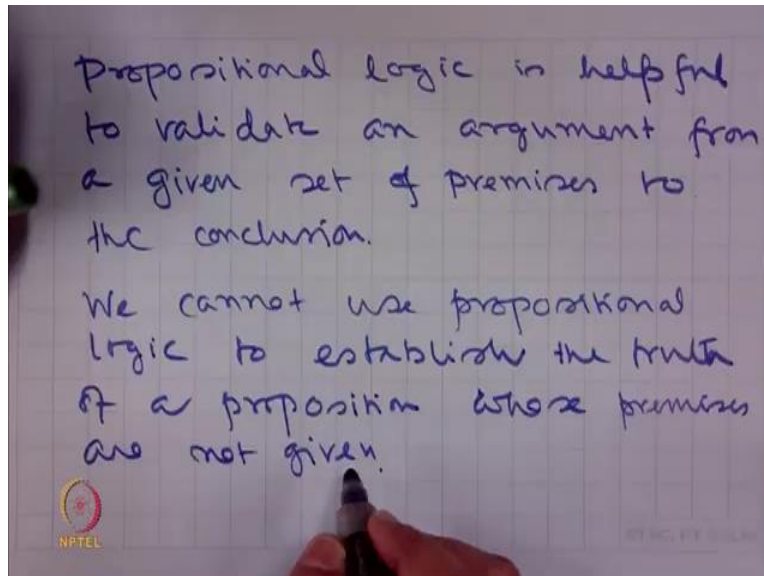 Propositional logic is helpful
to validate an argument from
a given set of premises to
the conclusion.
We cannot use propositional
logic to establish the truth
of a proposition whose premises
are not given.
NPTEL